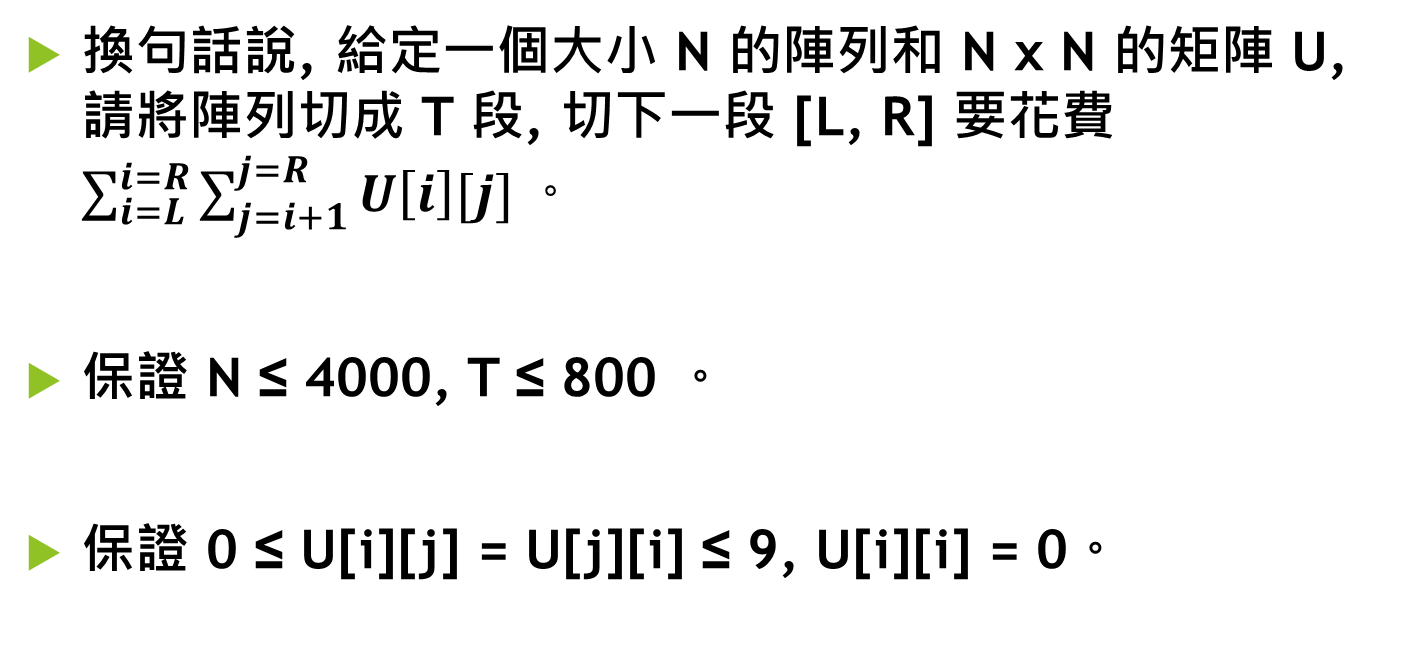 換句話說, 給定一個大小 N 的陣列和 N x N 的矩陣 U,
請將陣列切成 T 段, 切下一段 [L, R] 要花費
∑_{i=L}^{i=R} ∑_{j=i+1}^{j=R} U[i][j] 。
保證 N ≤ 4000, T ≤ 800 。
保證 0 ≤ U[i][j] = U[j][i] ≤ 9, U[i][i] = 0。